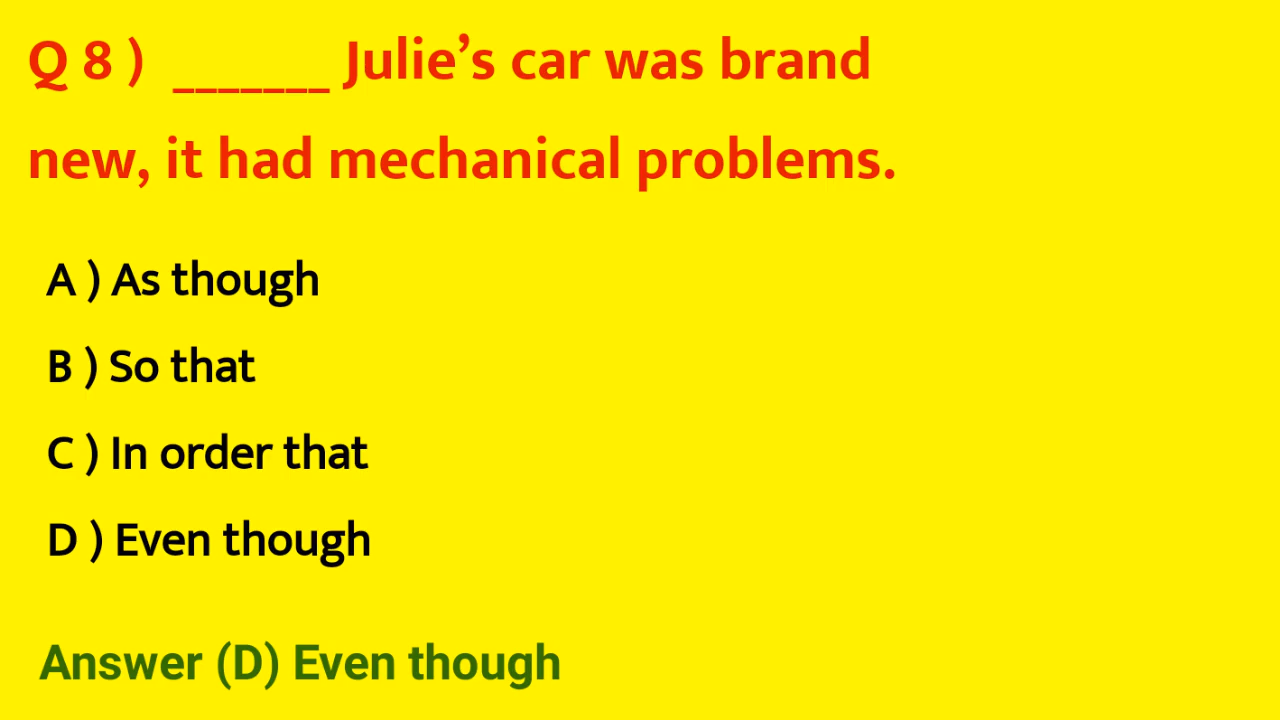 Q 8 ) _______ Julie’s car was brand
new, it had mechanical problems.
A ) As though
B ) So that
C ) In order that
D ) Even though
Answer (D) Even though